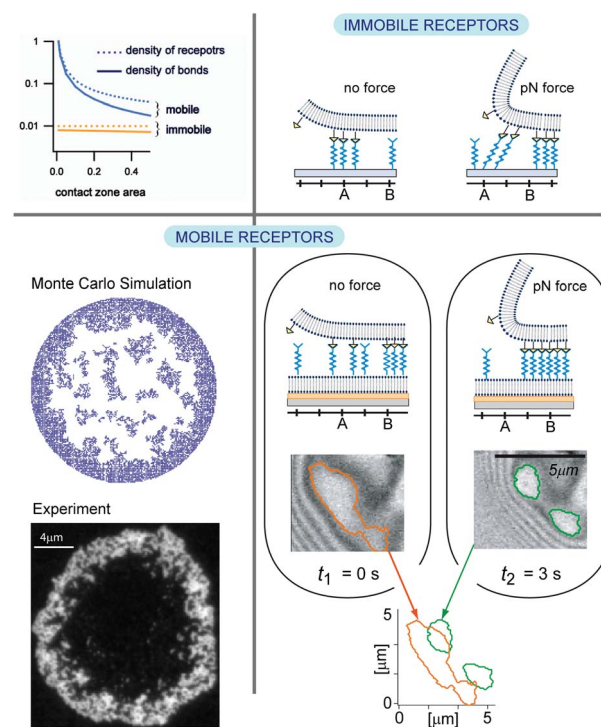 1
0.1
0.01
density of recepotrs
density of bonds
mobile
immobile
0.0
0.2
0.4
contact zone area
IMMOBILE RECEPTORS
no force
pN force
A
B
A
B
MOBILE RECEPTORS
Monte Carlo Simulation
no force
pN force
A
B
A
B
5μm
Experiment
4μm
t1 = 0 s
t2 = 3 s
5
[μm]
0
0
[μm]
5